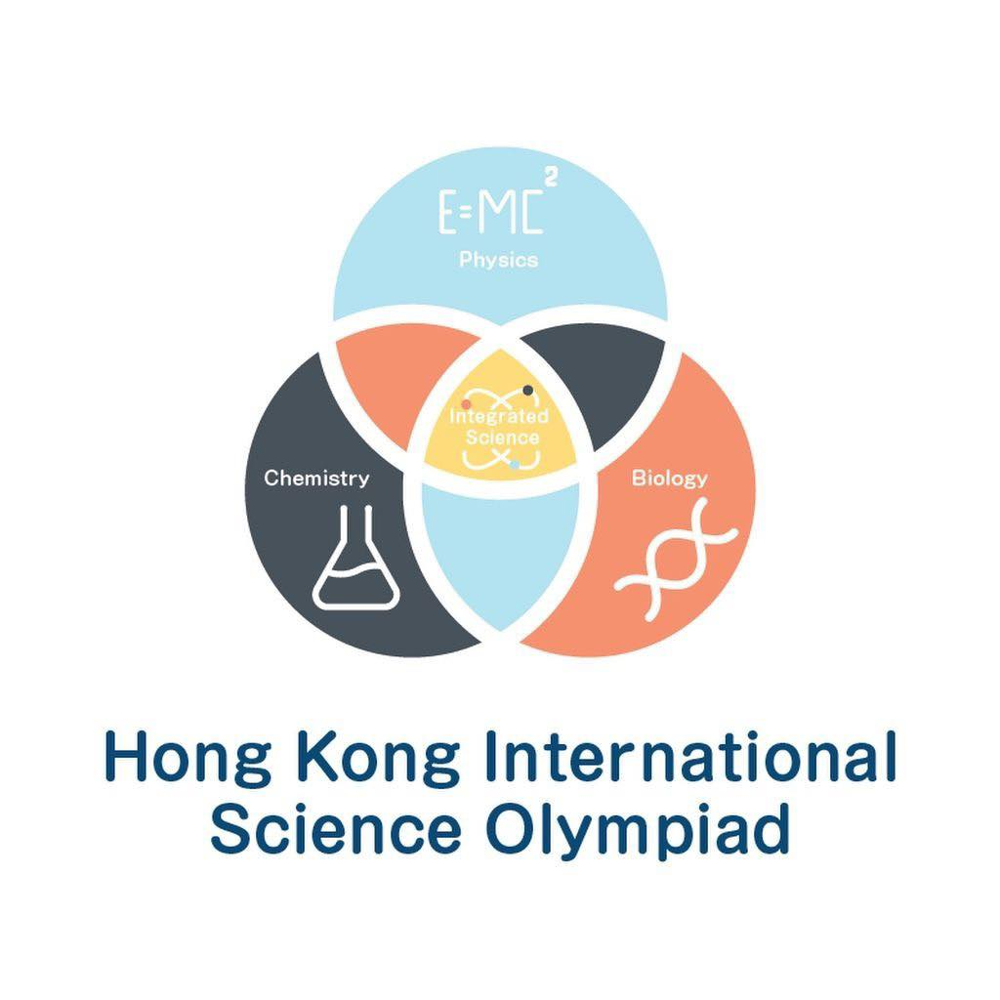 E=MC²
Physics
Integrated
Science
Chemistry
Biology
Hong Kong International
Science Olympiad